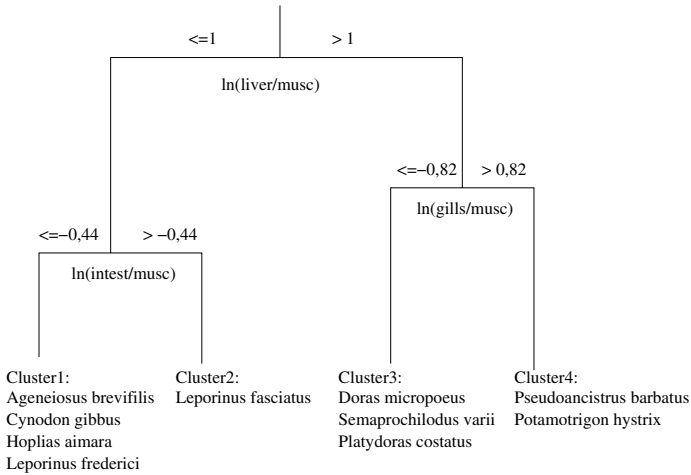 <=1 > 1
ln(liver/musc)
<=−0,82 > 0,82
ln(gills/musc)
<=−0,44 > −0,44
ln(intest/musc)
Cluster1:
Ageneiosus brevifilis
Cynodon gibbus
Hoplias aimara
Leporinus frederici
Cluster2:
Leporinus fasciatus
Cluster3:
Doras micropoeus
Semaprochilodus varii
Platydoras costatus
Cluster4:
Pseudoancistrus barbatus
Potamotrigon hystrix